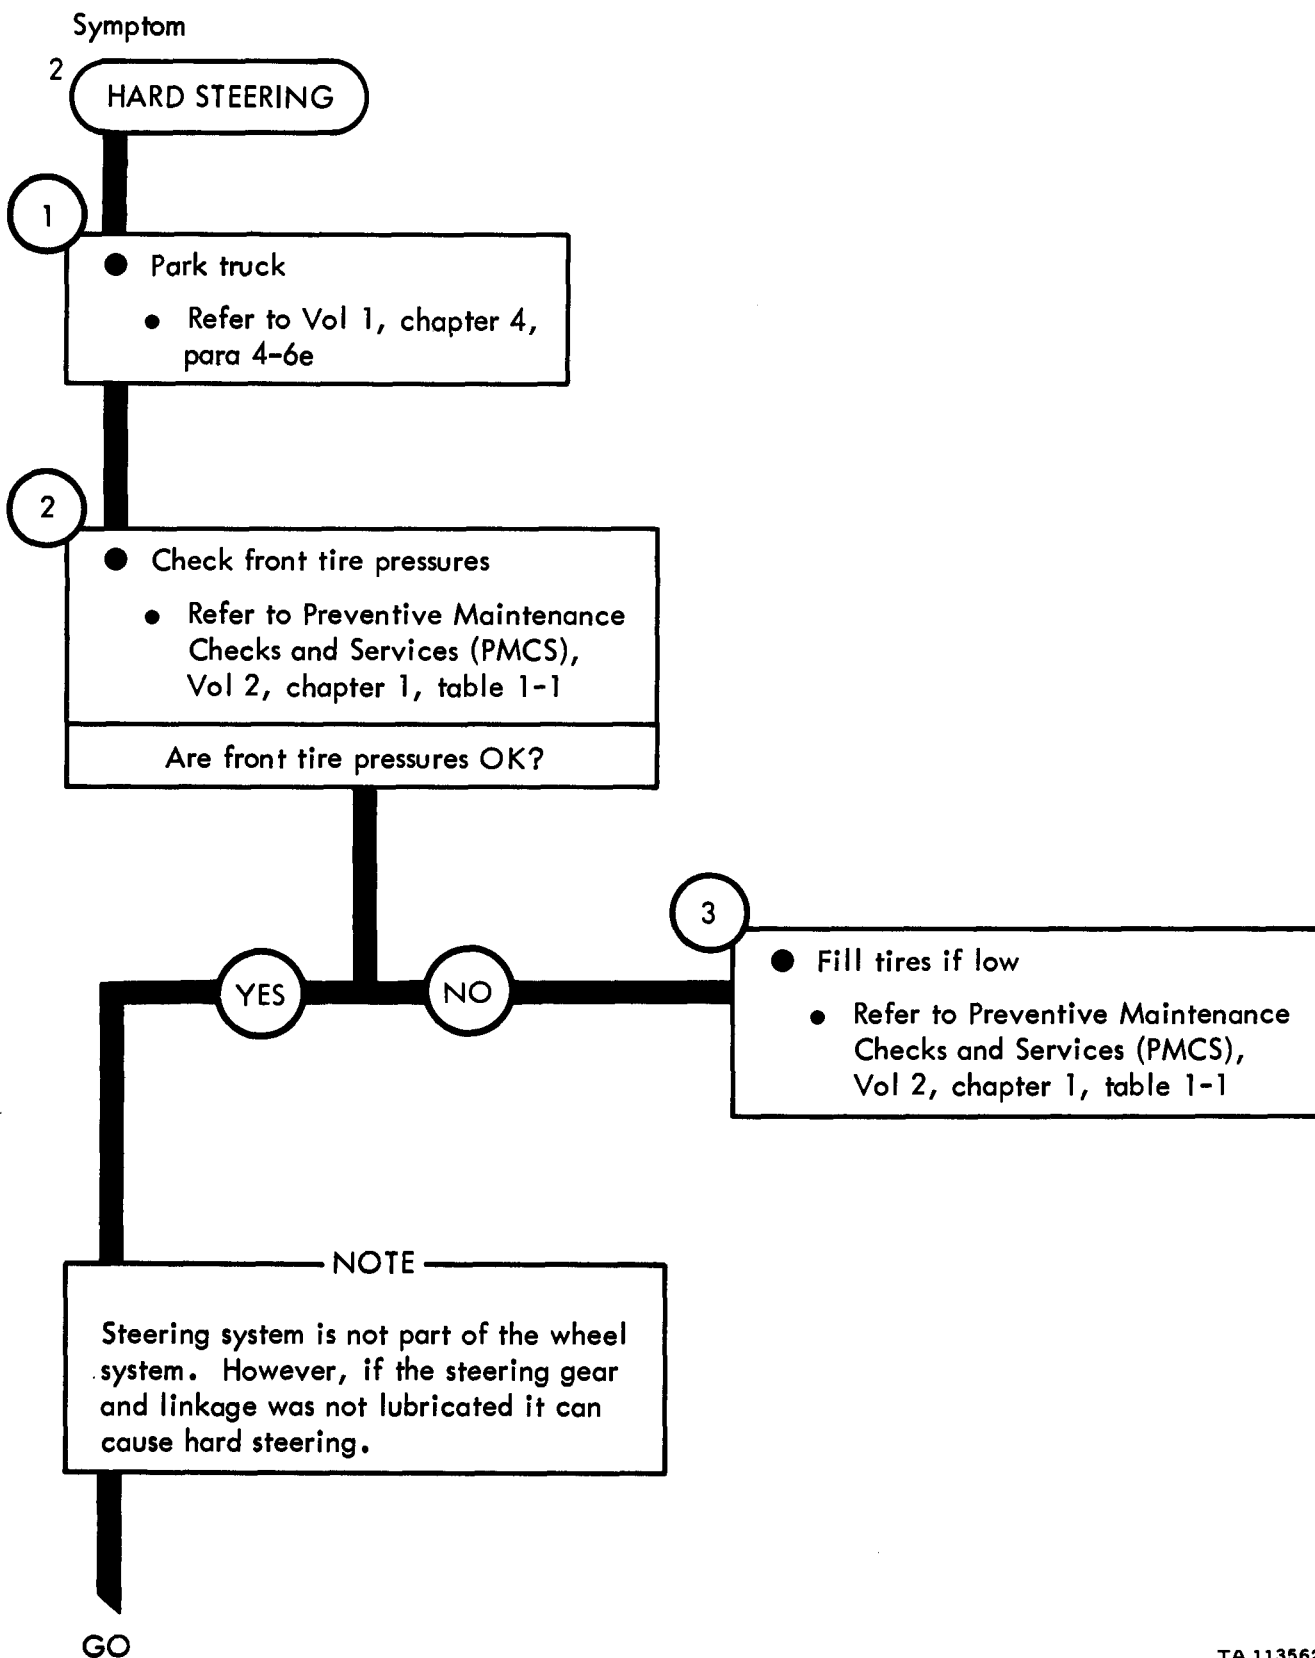 Symptom
2
HARD STEERING
1
● Park truck
● Refer to Vol 1, chapter 4,
para 4-6e
2
● Check front tire pressures
● Refer to Preventive Maintenance
Checks and Services (PMCS),
Vol 2, chapter 1, table 1-1
Are front tire pressures OK?
YES
NO
3
● Fill tires if low
● Refer to Preventive Maintenance
Checks and Services (PMCS),
Vol 2, chapter 1, table 1-1
NOTE
Steering system is not part of the wheel
system. However, if the steering gear
and linkage was not lubricated it can
cause hard steering.
GO
TA